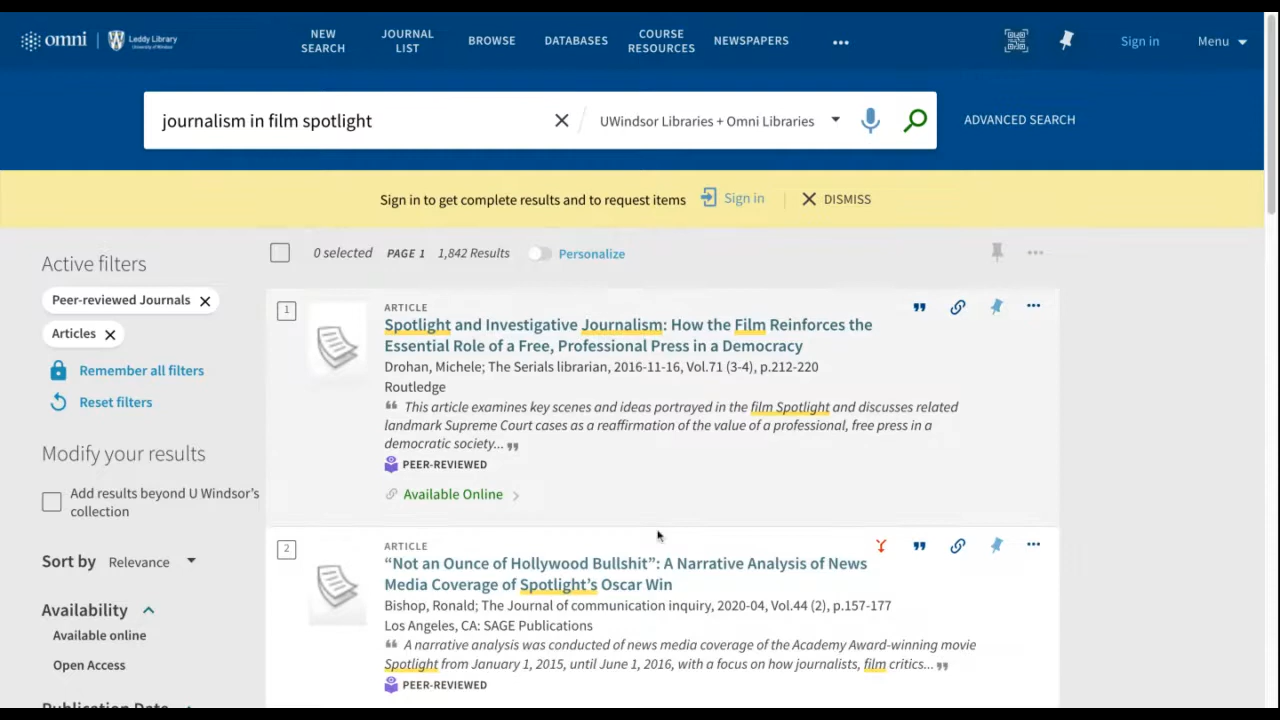 omni
Leddy Library
University of Windsor
NEW SEARCH
JOURNAL LIST
BROWSE
DATABASES
COURSE RESOURCES
NEWSPAPERS
•••
Sign in
Menu
journalism in film spotlight
UWindsor Libraries + Omni Libraries
ADVANCED SEARCH
Sign in to get complete results and to request items
Sign in
DISMISS
Active filters
Peer-reviewed Journals
Articles
Remember all filters
Reset filters
Modify your results
Add results beyond U Windsor's
collection
Sort by Relevance
Availability
Available online
Open Access
Publication Date
0 selected PAGE 1 1,842 Results Personalize
1
ARTICLE
Spotlight and Investigative Journalism: How the Film Reinforces the
Essential Role of a Free, Professional Press in a Democracy
Drohan, Michele; The Serials librarian, 2016-11-16, Vol.71 (3-4), p.212-220
Routledge
“ This article examines key scenes and ideas portrayed in the film Spotlight and discusses related
landmark Supreme Court cases as a reaffirmation of the value of a professional, free press in a
democratic society... ”
PEER-REVIEWED
Available Online
2
ARTICLE
“Not an Ounce of Hollywood Bullshit”: A Narrative Analysis of News
Media Coverage of Spotlight's Oscar Win
Bishop, Ronald; The Journal of communication inquiry, 2020-04, Vol.44 (2), p.157-177
Los Angeles, CA: SAGE Publications
“ A narrative analysis was conducted of news media coverage of the Academy Award-winning movie
Spotlight from January 1, 2015, until June 1, 2016, with a focus on how journalists, film critics... ”
PEER-REVIEWED